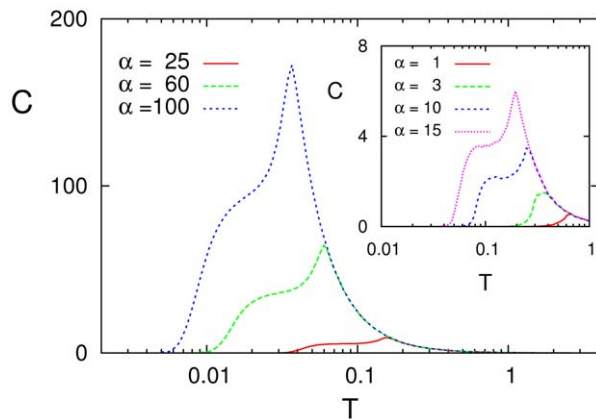 200
100
0
C
α = 25
α = 60
α =100
0.01
0.1
1
T
8
4
0
C
α = 1
α = 3
α = 10
α = 15
0.01
0.1
1
T